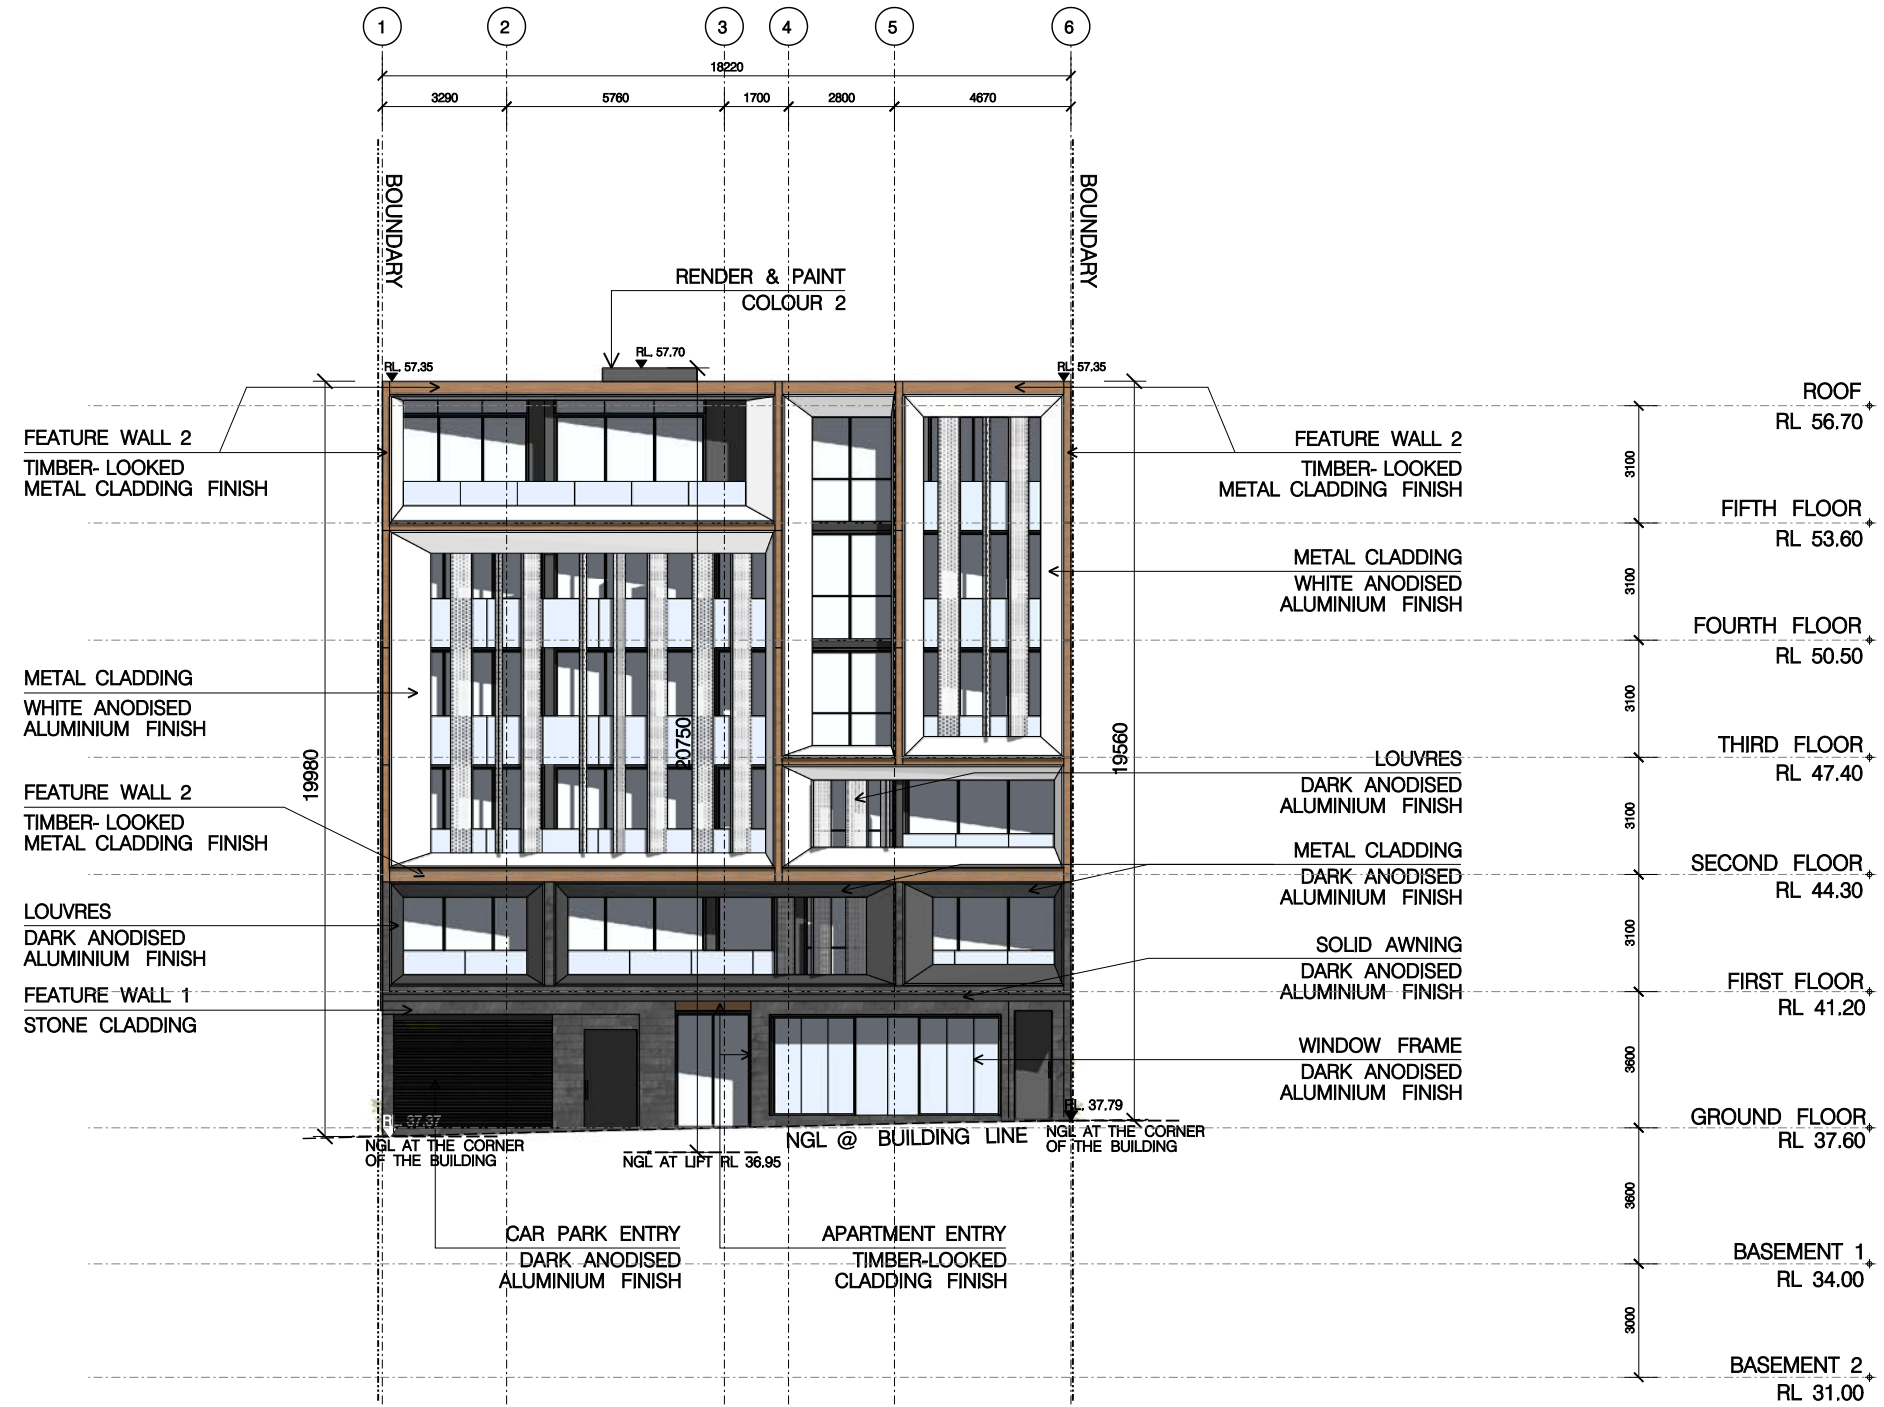 1 2 3 4 5 6
18220
3290 5760 1700 2800 4670
BOUNDARY
BOUNDARY
RENDER & PAINT
COLOUR 2
RL. 57.70
RL. 57.35
RL. 57.35
FEATURE WALL 2
TIMBER- LOOKED
METAL CLADDING FINISH
METAL CLADDING
WHITE ANODISED
ALUMINIUM FINISH
FEATURE WALL 2
TIMBER- LOOKED
METAL CLADDING FINISH
LOUVRES
DARK ANODISED
ALUMINIUM FINISH
FEATURE WALL 1
STONE CLADDING
19980
20750
19560
FEATURE WALL 2
TIMBER- LOOKED
METAL CLADDING FINISH
METAL CLADDING
WHITE ANODISED
ALUMINIUM FINISH
LOUVRES
DARK ANODISED
ALUMINIUM FINISH
METAL CLADDING
DARK ANODISED
ALUMINIUM FINISH
SOLID AWNING
DARK ANODISED
ALUMINIUM FINISH
WINDOW FRAME
DARK ANODISED
ALUMINIUM FINISH
RL. 37.37
NGL AT THE CORNER
OF THE BUILDING
NGL AT LIFT RL 36.95
NGL @ BUILDING LINE
RL. 37.79
NGL AT THE CORNER
OF THE BUILDING
CAR PARK ENTRY
DARK ANODISED
ALUMINIUM FINISH
APARTMENT ENTRY
TIMBER-LOOKED
CLADDING FINISH
ROOF
RL 56.70
3100
FIFTH FLOOR
RL 53.60
3100
FOURTH FLOOR
RL 50.50
3100
THIRD FLOOR
RL 47.40
3100
SECOND FLOOR
RL 44.30
3100
FIRST FLOOR
RL 41.20
3600
GROUND FLOOR
RL 37.60
3600
BASEMENT 1
RL 34.00
3000
BASEMENT 2
RL 31.00